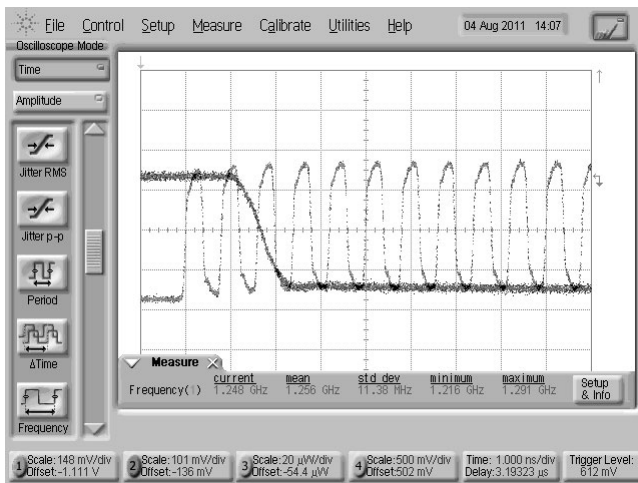 File Control Setup Measure Calibrate Utilities Help 04 Aug 2011 14:07
Oscilloscope Mode
Time
Amplitude
Jitter RMS
Jitter p-p
Period
ΔTime
Frequency
Measure
current mean std dev minimum maximum
Frequency(1) 1.248 GHz 1.256 GHz 11.38 MHz 1.216 GHz 1.291 GHz
Setup
& Info
1 Scale:148 mV/div
Offset:-1.111 V
2 Scale:101 mV/div
Offset:-136 mV
3 Scale:20 µW/div
Offset:-54.4 µW
4 Scale:500 mV/div
Offset:502 mV
Time: 1.000 ns/div
Delay:3.19323 µs
Trigger Level:
612 mV